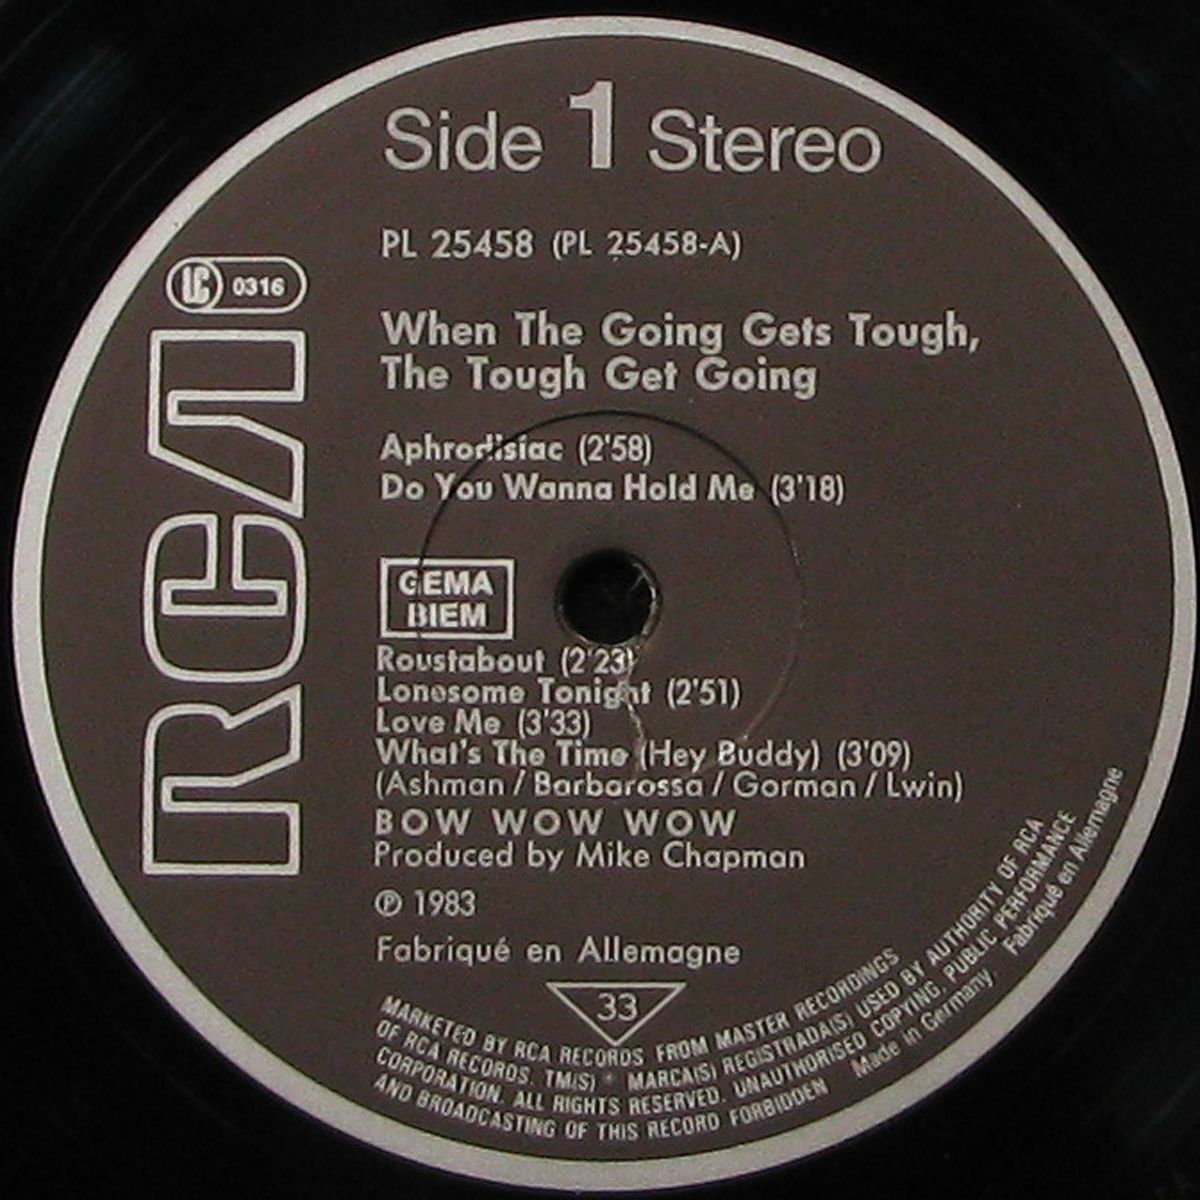 Side 1 Stereo
PL 25458 (PL 25458-A)
LC 0316
RCA
When The Going Gets Tough,
The Tough Get Going
Aphrodisiac (2'58)
Do You Wanna Hold Me (3'18)
GEMA
BIEM
Roustabout (2'23)
Lonesome Tonight (2'51)
Love Me (3'33)
What's The Time (Hey Buddy) (3'09)
(Ashman / Barbarossa / Gorman / Lwin)
BOW WOW WOW
Produced by Mike Chapman
℗ 1983
Fabriqué en Allemagne
33
MARKETED BY RCA RECORDS FROM MASTER RECORDINGS
OF RCA RECORDS. TM(S) ® MARCA(S) REGISTRADA(S) USED BY AUTHORITY OF RCA
CORPORATION. ALL RIGHTS RESERVED. UNAUTHORISED COPYING, PUBLIC PERFORMANCE
AND BROADCASTING OF THIS RECORD FORBIDDEN Made in Germany. Fabriqué en Allemagne